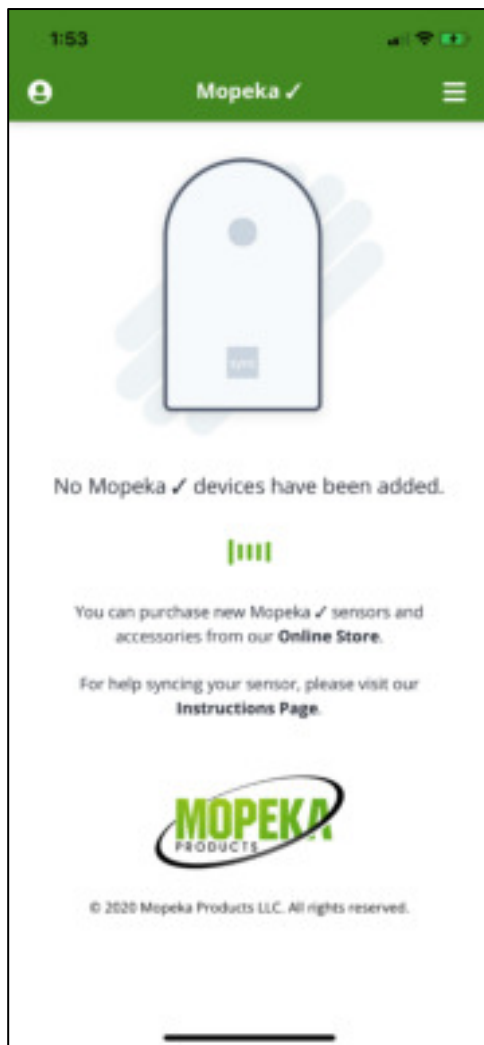 1:53
Mopeka ✓
sync
No Mopeka ✓ devices have been added.
You can purchase new Mopeka ✓ sensors and
accessories from our Online Store.
For help syncing your sensor, please visit our
Instructions Page.
MOPEKA
PRODUCTS
© 2020 Mopeka Products LLC. All rights reserved.